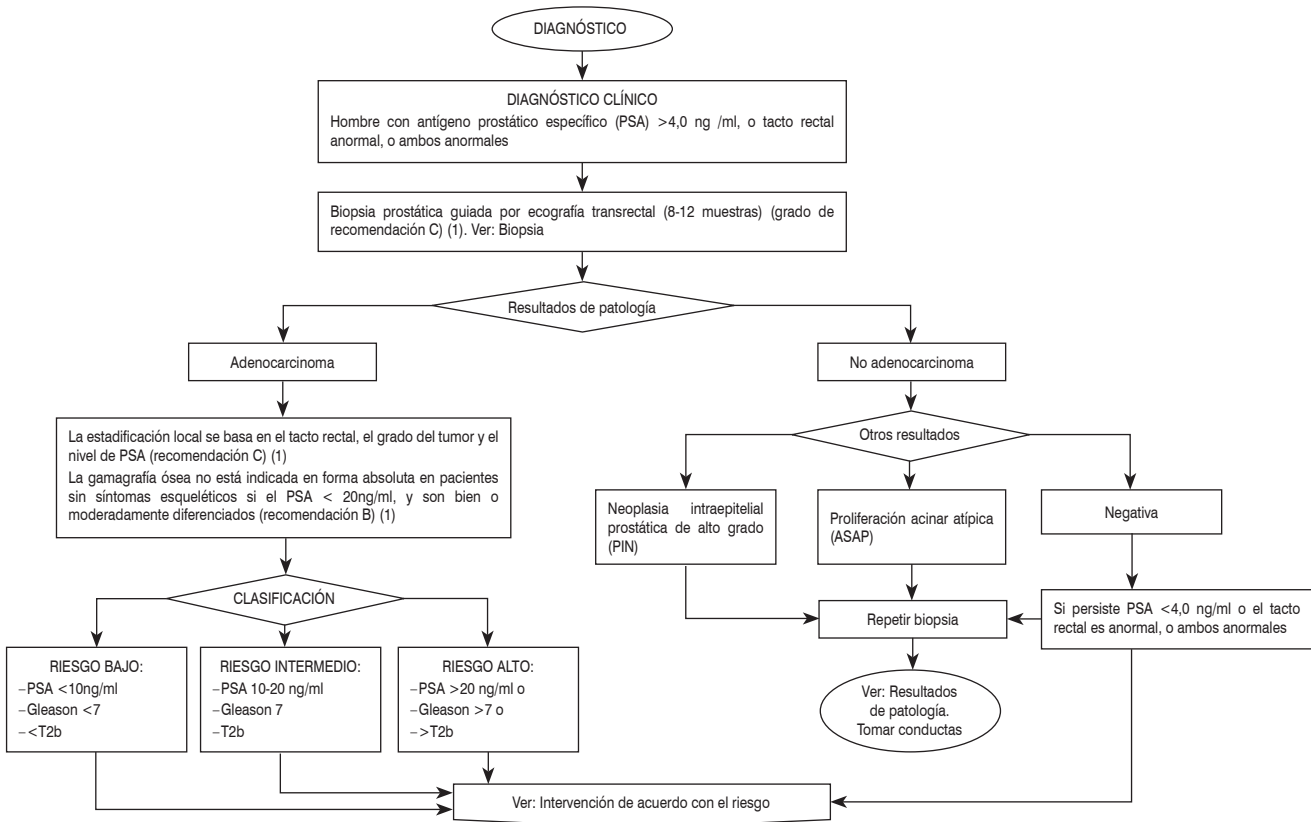 DIAGNÓSTICO
DIAGNÓSTICO CLÍNICO
Hombre con antígeno prostático específico (PSA) >4,0 ng /ml, o tacto rectal
anormal, o ambos anormales
Biopsia prostática guiada por ecografía transrectal (8-12 muestras) (grado de
recomendación C) (1). Ver: Biopsia
Resultados de patología
Adenocarcinoma
No adenocarcinoma
La estadificación local se basa en el tacto rectal, el grado del tumor y el
nivel de PSA (recomendación C) (1)
La gamagrafía ósea no está indicada en forma absoluta en pacientes
sin síntomas esqueléticos si el PSA < 20ng/ml, y son bien o
moderadamente diferenciados (recomendación B) (1)
Otros resultados
Neoplasia intraepitelial
prostática de alto grado
(PIN)
Proliferación acinar atípica
(ASAP)
Negativa
CLASIFICACIÓN
Repetir biopsia
Si persiste PSA <4,0 ng/ml o el tacto
rectal es anormal, o ambos anormales
RIESGO BAJO:
–PSA <10ng/ml
–Gleason <7
–<T2b
RIESGO INTERMEDIO:
–PSA 10-20 ng/ml
–Gleason 7
–T2b
RIESGO ALTO:
–PSA >20 ng/ml o
–Gleason >7 o
–>T2b
Ver: Resultados
de patología.
Tomar conductas
Ver: Intervención de acuerdo con el riesgo